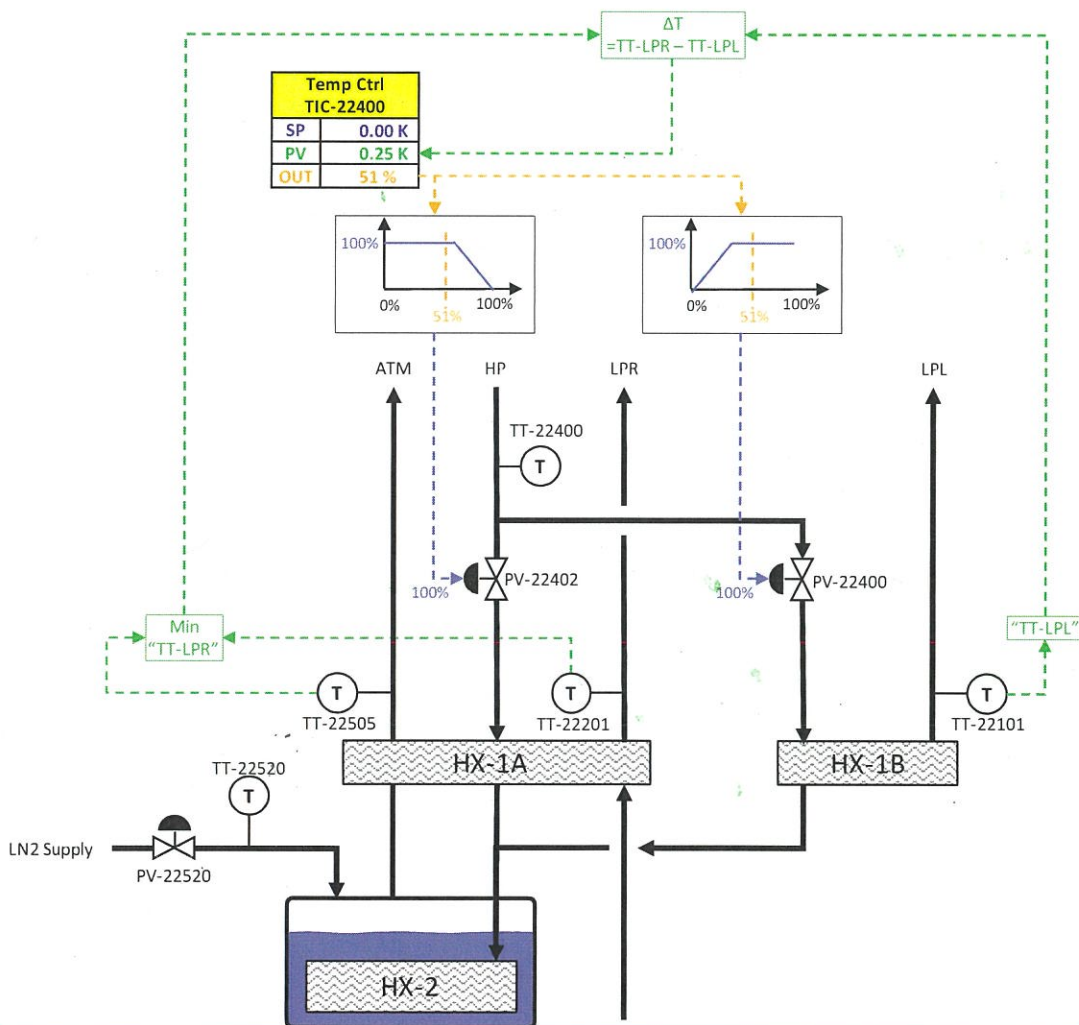 ΔT
=TT-LPR – TT-LPL
Temp Ctrl
TIC-22400
SP 0.00 K
PV 0.25 K
OUT 51 %
100%
0% 100%
51%
100%
0% 100%
51%
ATM
HP
LPR
LPL
TT-22400
T
PV-22402
100%
PV-22400
100%
Min
"TT-LPR"
"TT-LPL"
T
TT-22505
T
TT-22201
T
TT-22101
HX-1A
HX-1B
TT-22520
T
LN2 Supply
PV-22520
HX-2